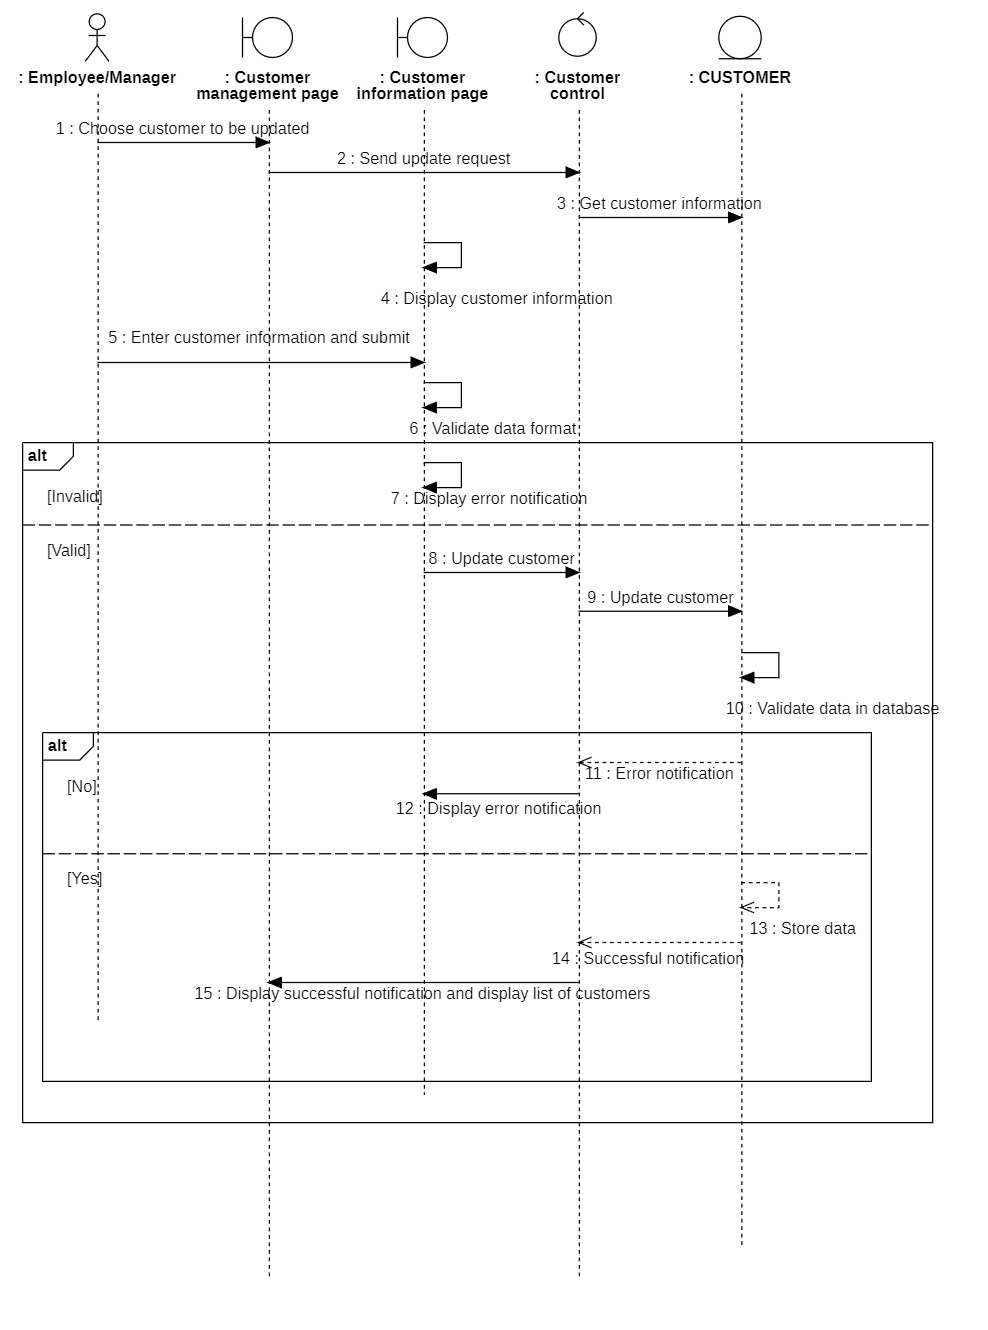 : Employee/Manager
: Customer
management page
: Customer
information page
: Customer
control
: CUSTOMER
1 : Choose customer to be updated
2 : Send update request
3 : Get customer information
4 : Display customer information
5 : Enter customer information and submit
6 : Validate data format
alt
[Invalid]
7 : Display error notification
[Valid]
8 : Update customer
9 : Update customer
10 : Validate data in database
alt
11 : Error notification
[No]
12 : Display error notification
[Yes]
13 : Store data
14 : Successful notification
15 : Display successful notification and display list of customers